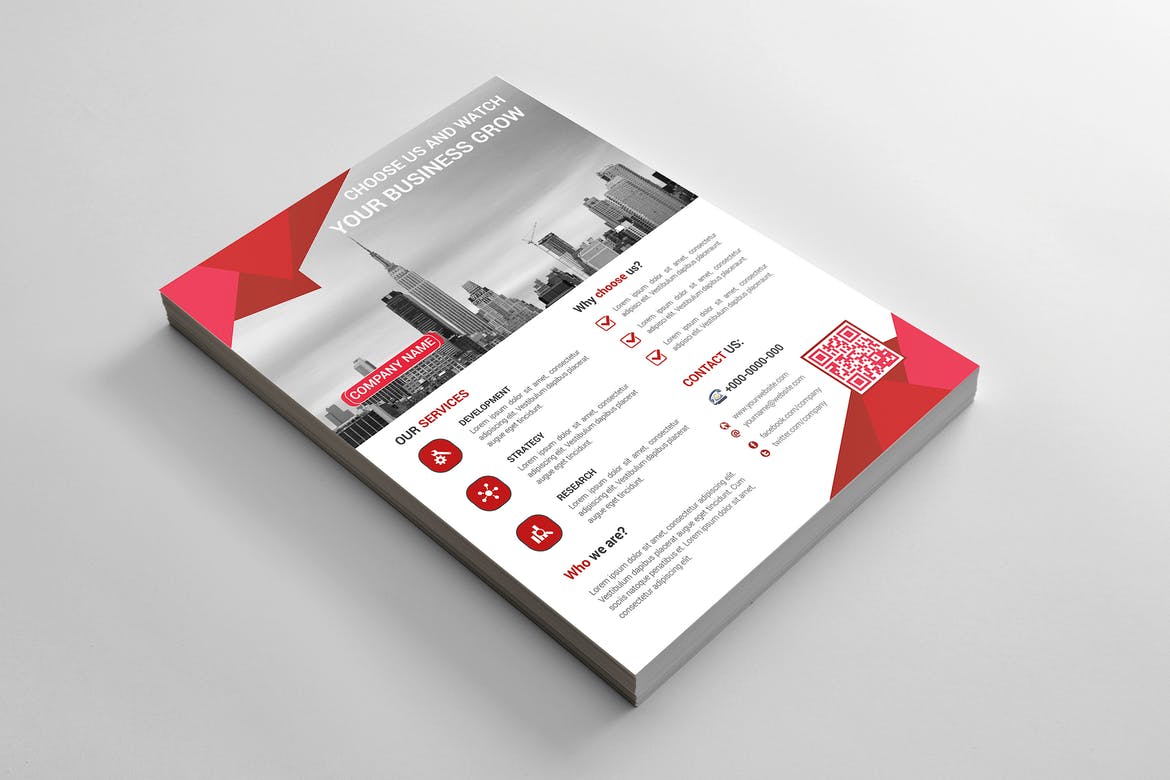 CHOOSE US AND WATCH
YOUR BUSINESS GROW
COMPANY NAME
OUR SERVICES
DEVELOPMENT
Lorem ipsum dolor sit amet, consectetur
adipiscing elit. Vestibulum dapibus placerat
augue eget tincidunt.
STRATEGY
Lorem ipsum dolor sit amet, consectetur
adipiscing elit. Vestibulum dapibus placerat
augue eget tincidunt.
RESEARCH
Lorem ipsum dolor sit amet, consectetur
adipiscing elit. Vestibulum dapibus placerat
augue eget tincidunt.
Who we are?
Lorem ipsum dolor sit amet, consectetur adipiscing elit.
Vestibulum dapibus placerat augue eget tincidunt. Cum
sociis natoque penatibus et. Lorem ipsum dolor sit amet,
consectetur adipiscing elit.
Why choose us?
Lorem ipsum dolor sit amet, consectetur
adipisci elit. Vestibulum dapibus placeraunt.
Lorem ipsum dolor sit amet, consectetur
adipisci elit. Vestibulum dapibus placeraunt.
Lorem ipsum dolor sit amet, consectetur
adipisci elit. Vestibulum dapibus placeraunt.
CONTACT US:
+000-0000-000
www.yourwebsite.com
yourname@website.com
facebook.com/company
twitter.com/company